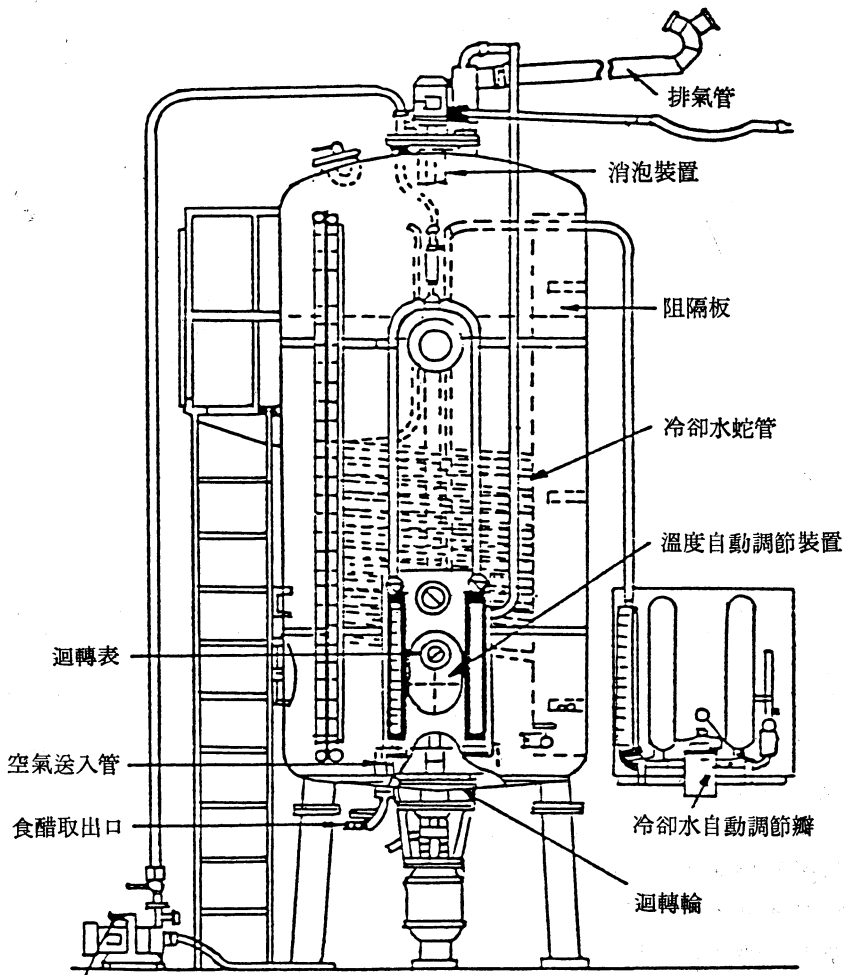 排氣管
消泡裝置
阻隔板
冷卻水蛇管
溫度自動調節裝置
迴轉表
空氣送入管
食醋取出口
冷卻水自動調節瓣
迴轉輪